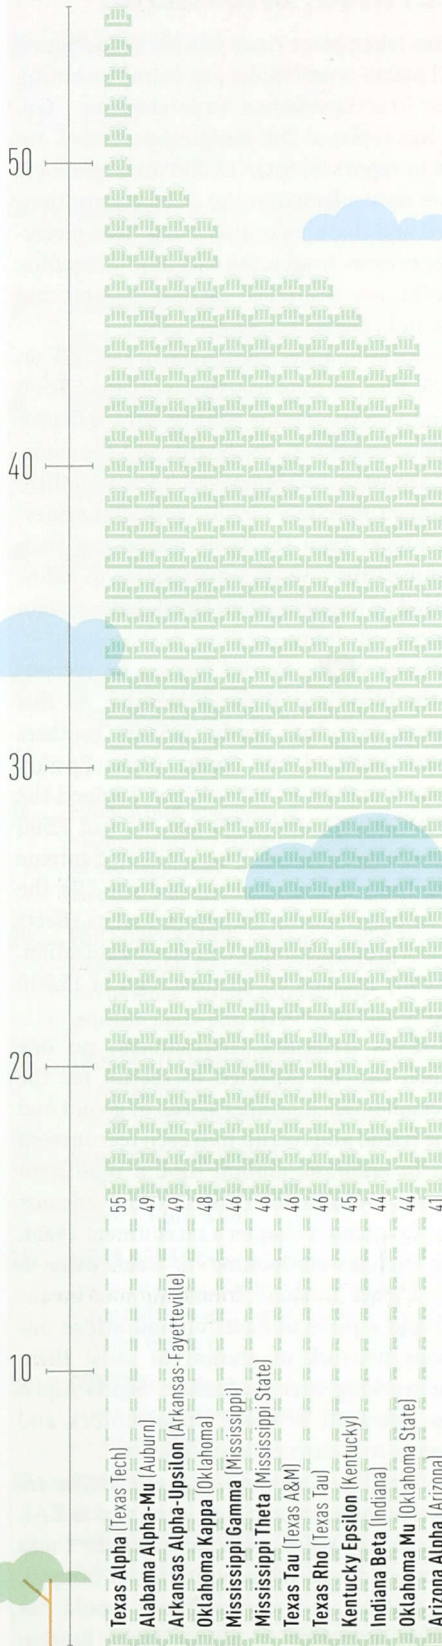 50
40
30
20
10
55
49
49
48
46
46
46
46
45
44
44
41
Texas Alpha (Texas Tech)
Alabama Alpha-Mu (Auburn)
Arkansas Alpha-Upsilon (Arkansas-Fayetteville)
Oklahoma Kappa (Oklahoma)
Mississippi Gamma (Mississippi)
Mississippi Theta (Mississippi State)
Texas Tau (Texas A&M)
Texas Rho (Texas Tau)
Kentucky Epsilon (Kentucky)
Indiana Beta (Indiana)
Oklahoma Mu (Oklahoma State)
Arizona Alpha (Arizona)